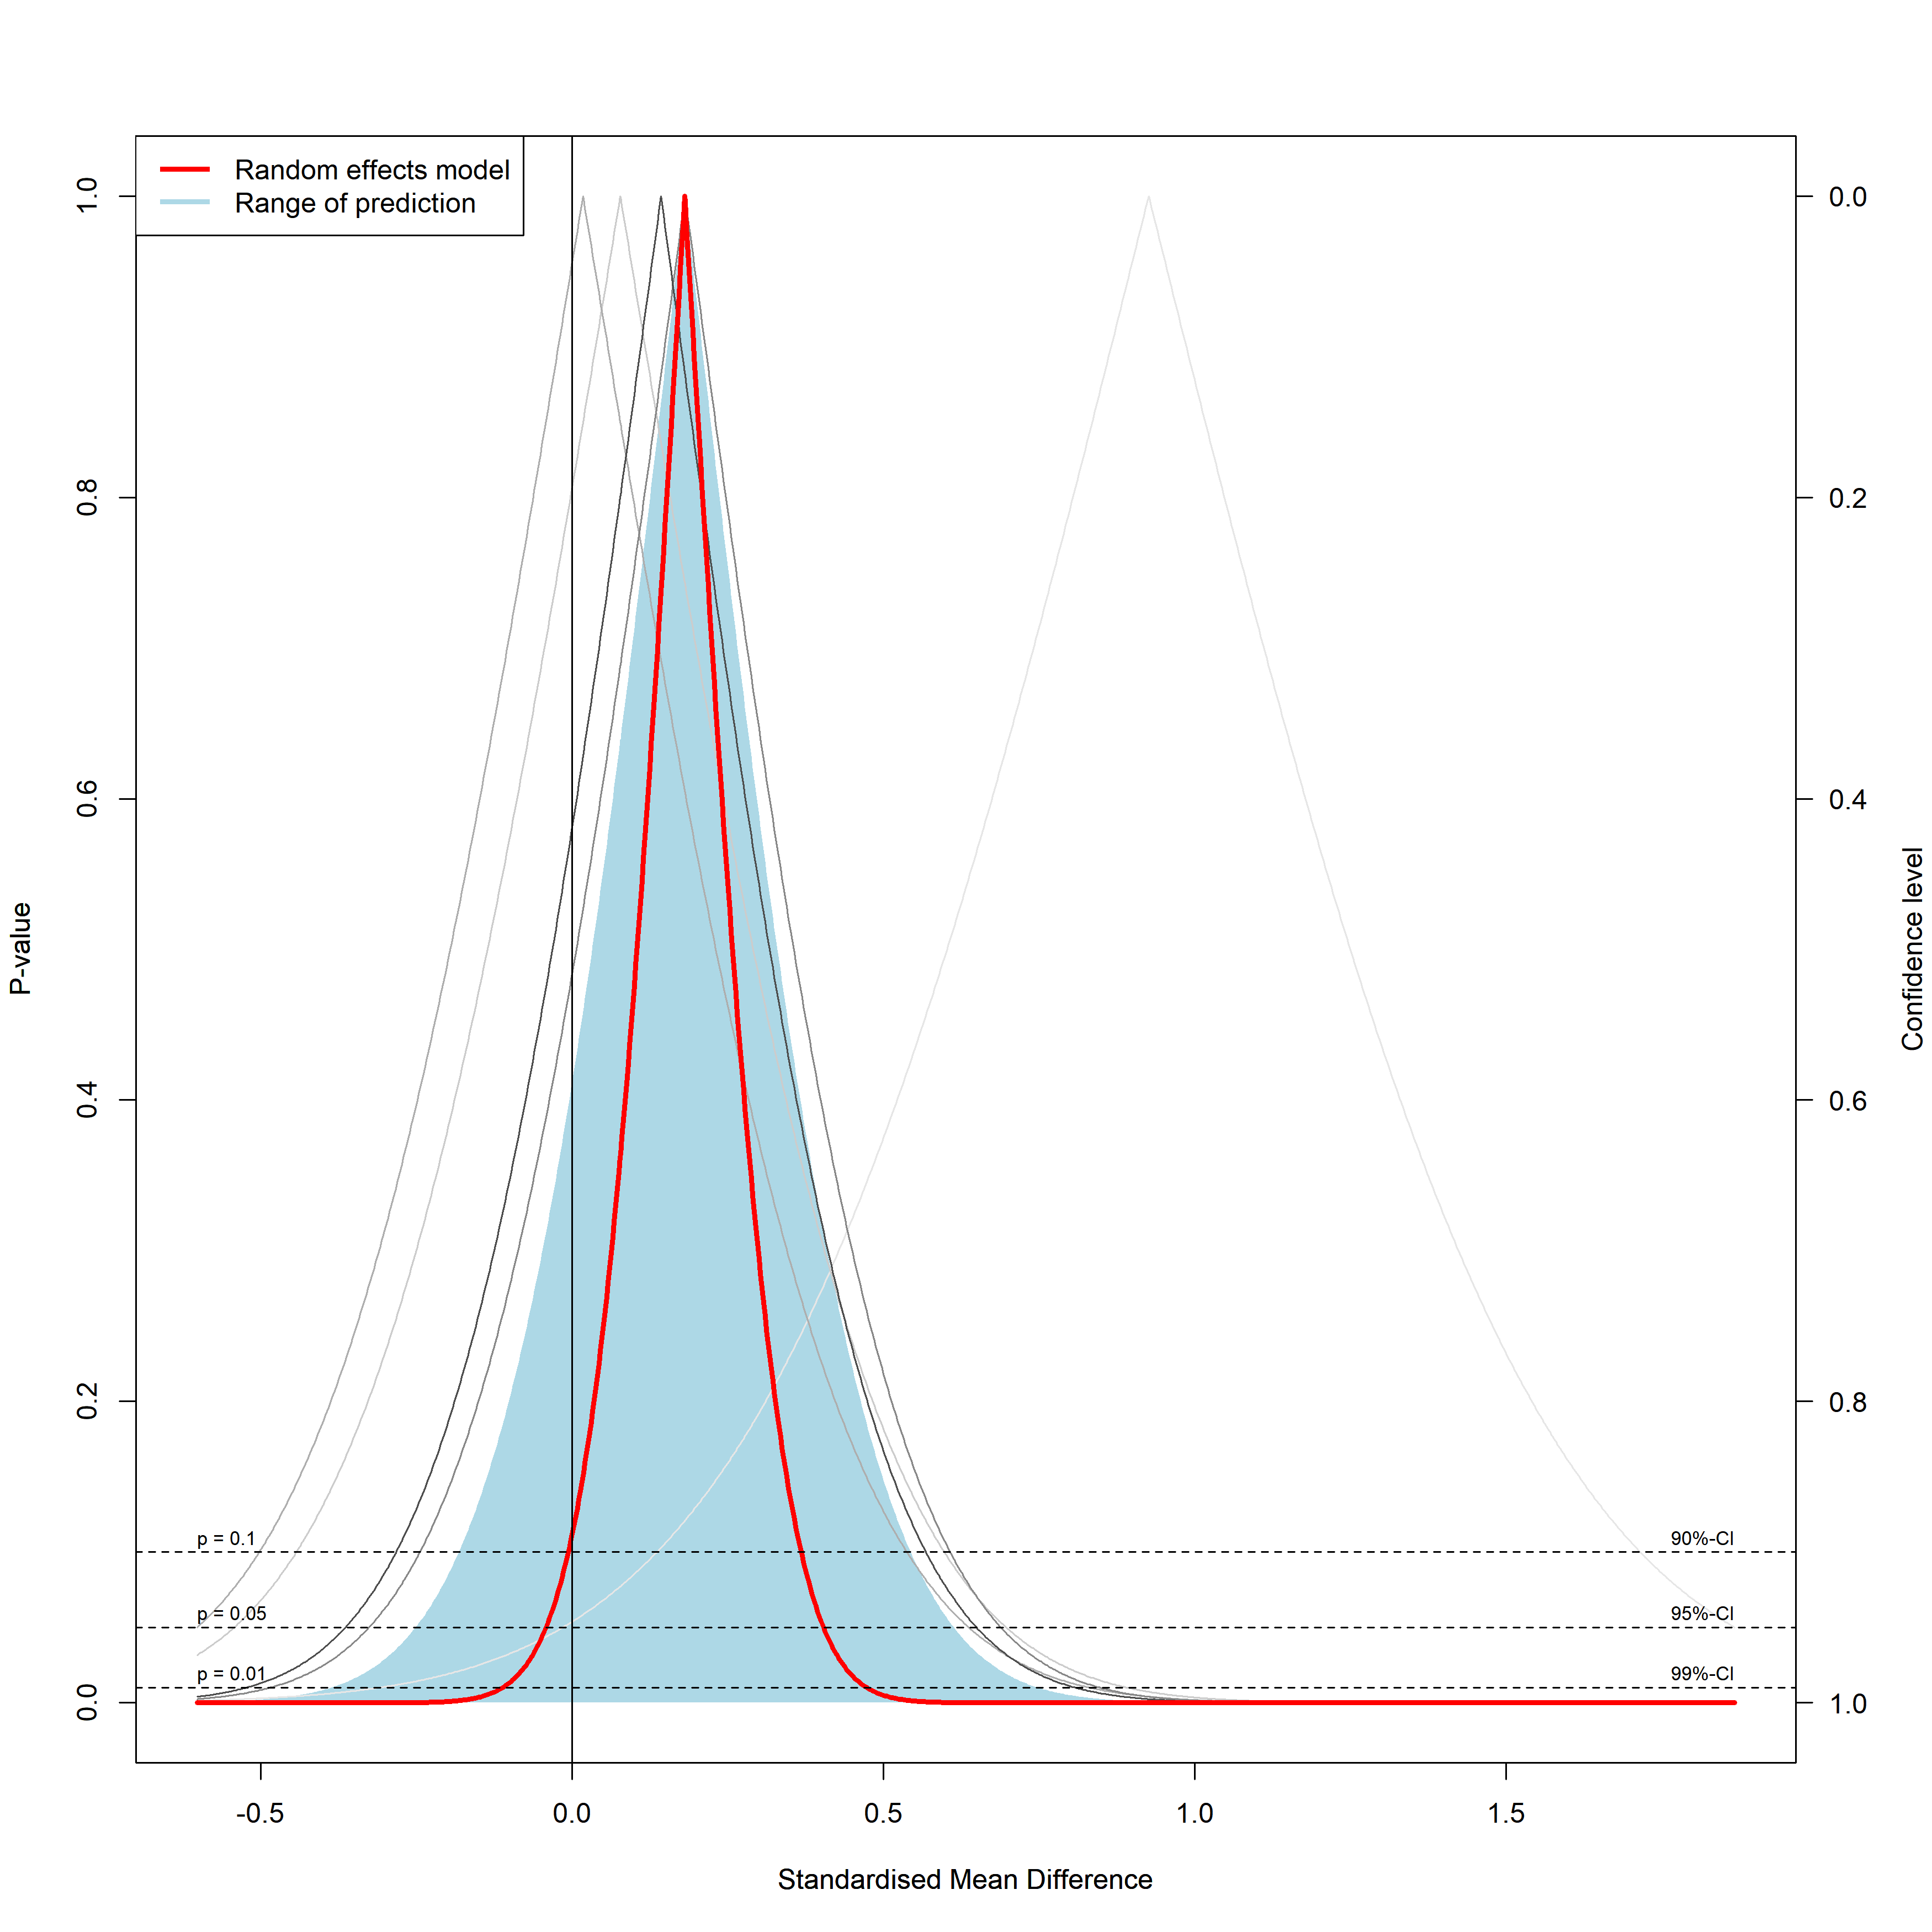 Random effects model
Range of prediction
1.0
0.8
0.6
0.4
0.2
0.0
P-value
0.0
0.2
0.4
0.6
0.8
1.0
Confidence level
p = 0.1
90%-CI
p = 0.05
95%-CI
p = 0.01
99%-CI
-0.5
0.0
0.5
1.0
1.5
Standardised Mean Difference